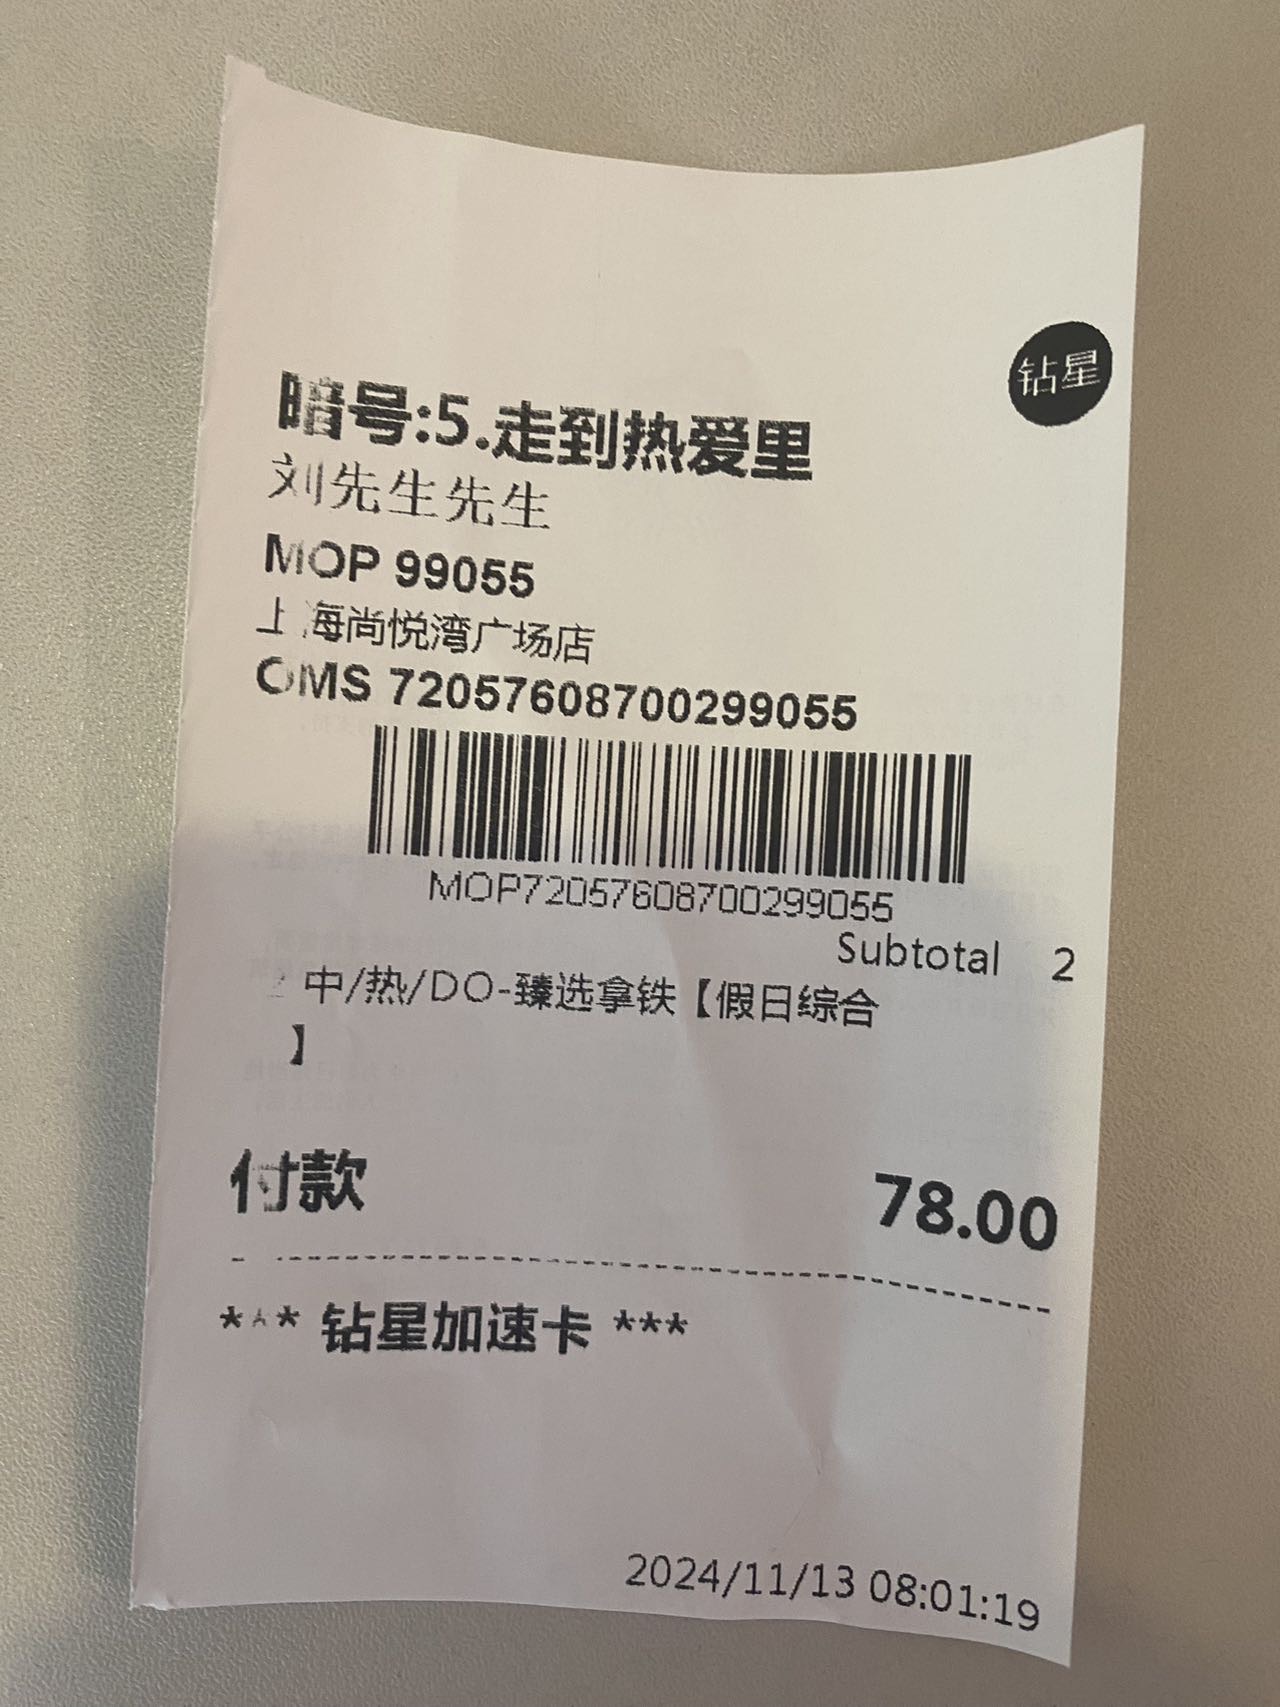 钻星
暗号:5.走到热爱里
刘先生先生
MOP 99055
上海尚悦湾广场店
OMS 72057608700299055
MOP72057608700299055
Subtotal 2
2 中/热/DO-臻选拿铁【假日综合
】
付款 78.00
*** 钻星加速卡 ***
2024/11/13 08:01:19